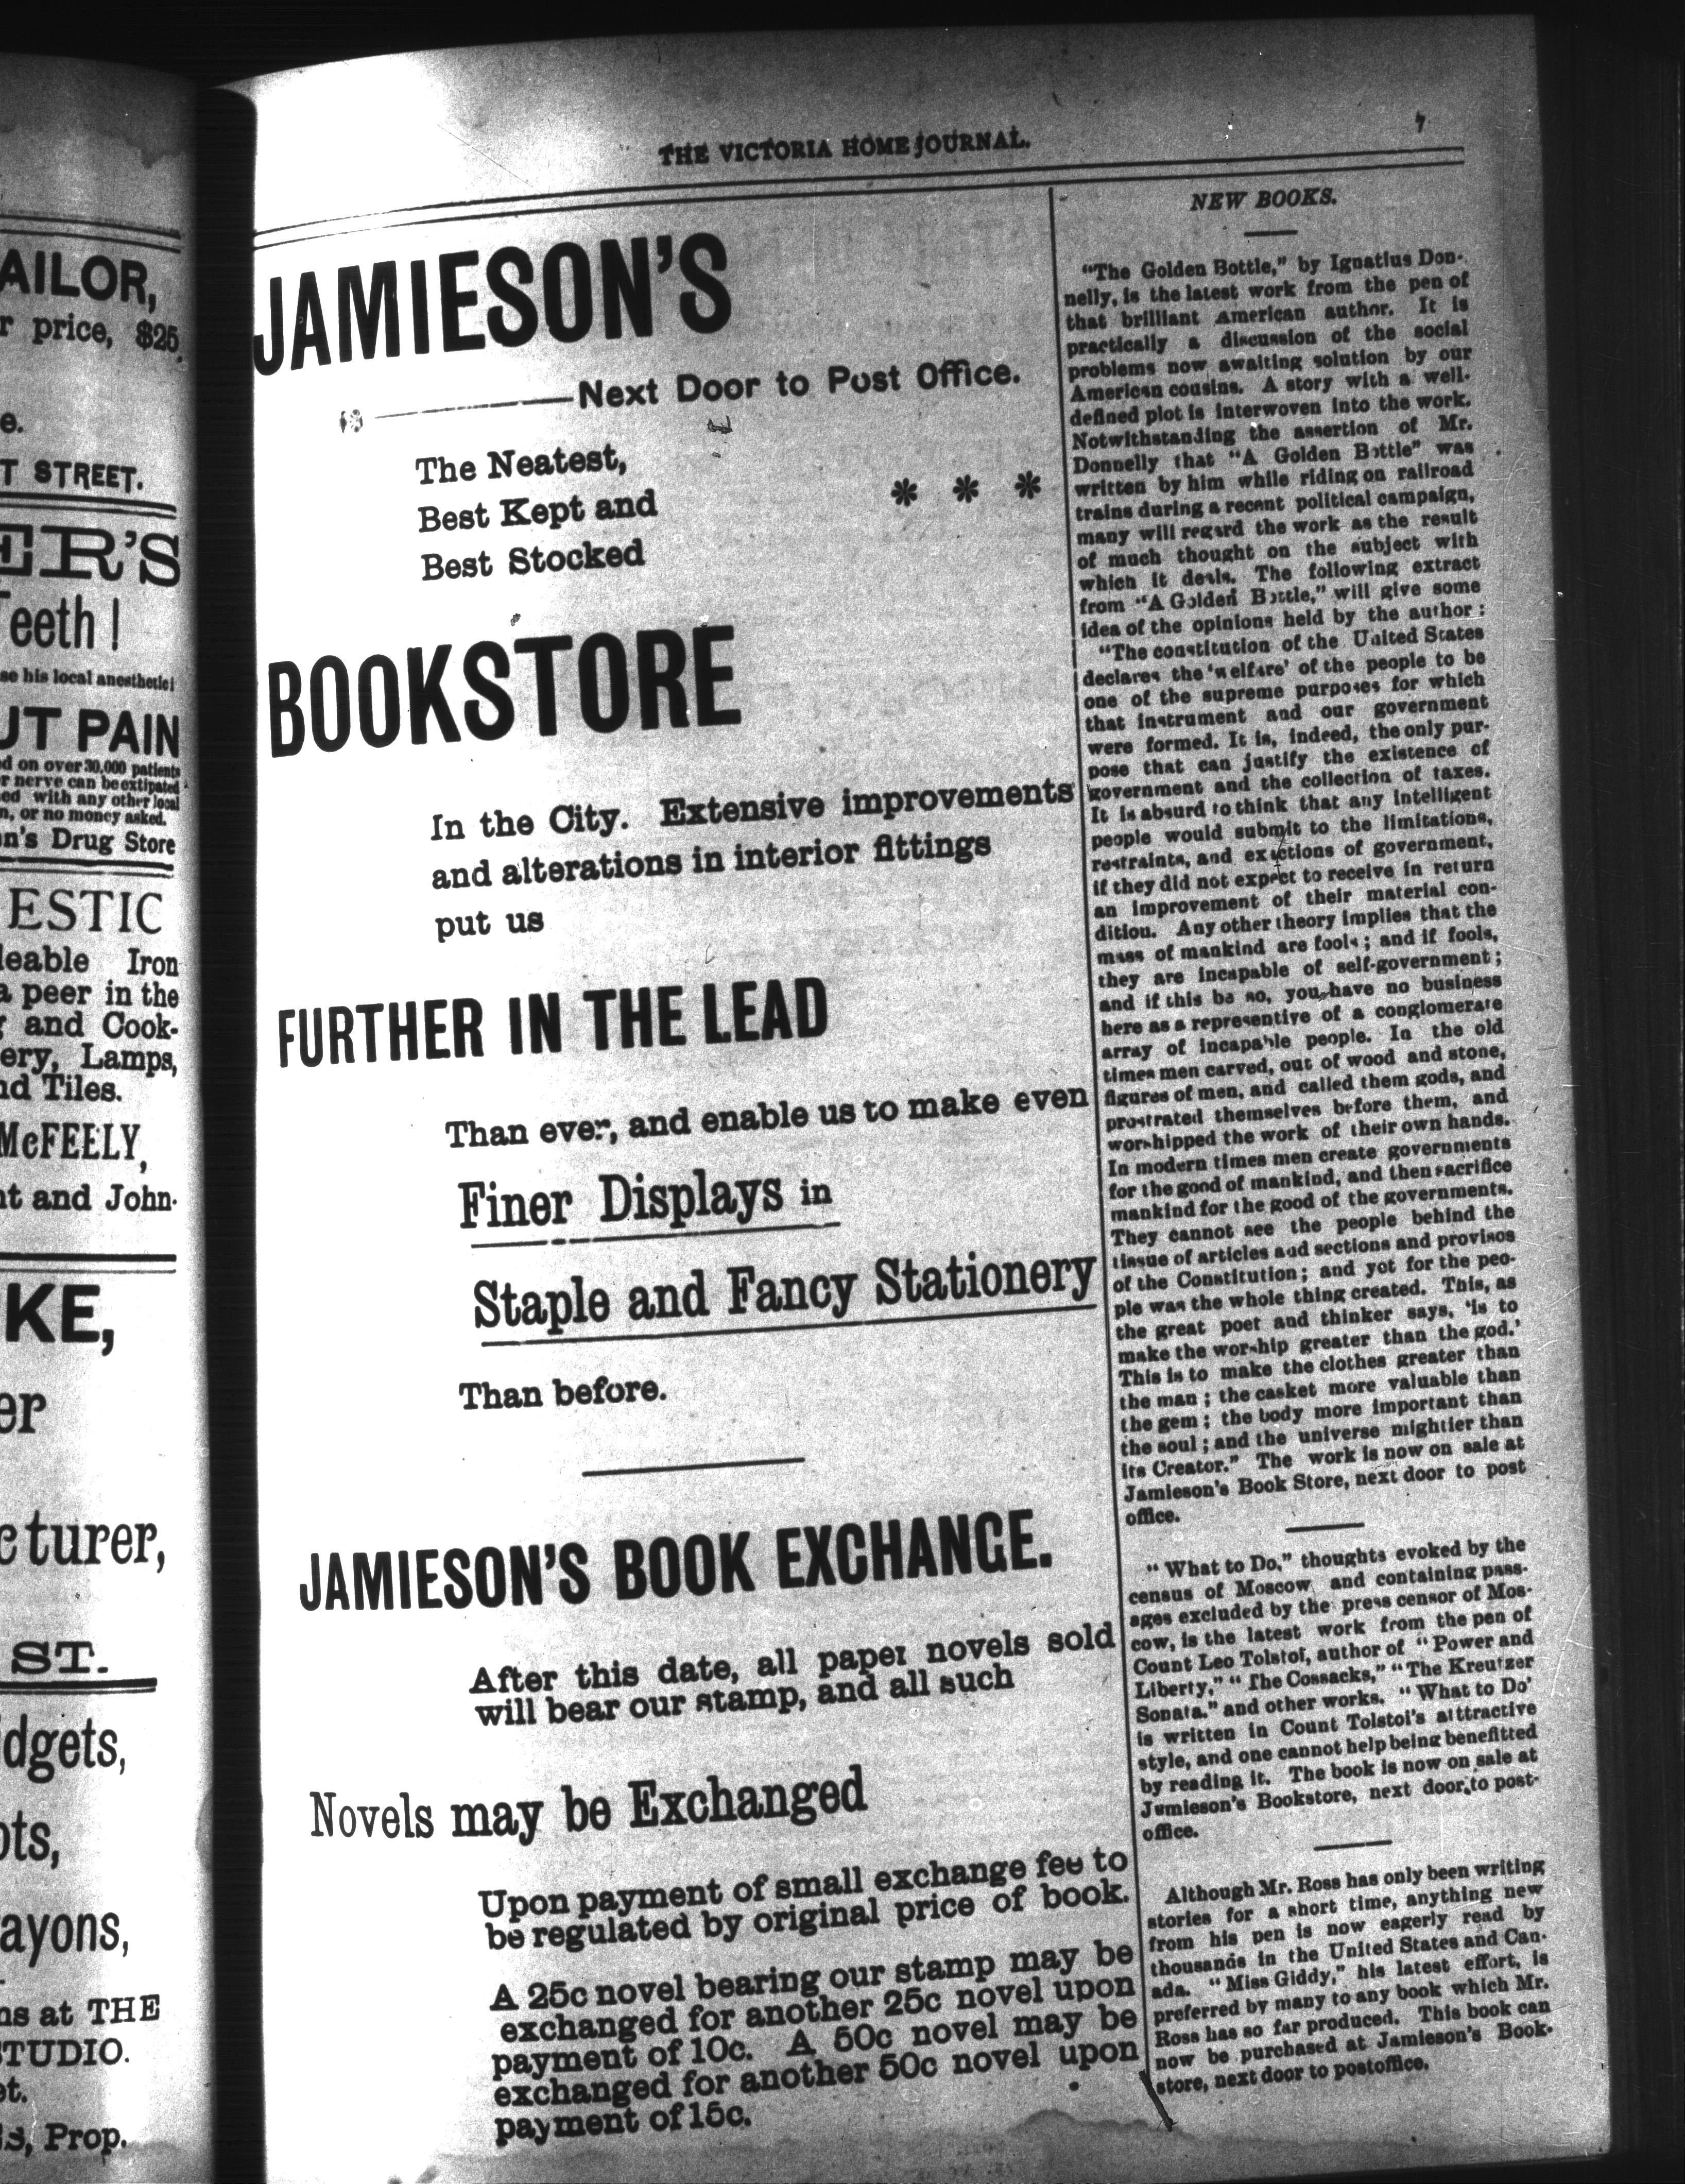 AILOR,
r price, $25.
e.
T STREET.
ER'S
Teeth!
se his local anesthetic
UT PAIN
d on over 30,000 patients
r nerve can be extipated
ed with any other local
n, or no money asked.
n's Drug Store
ESTIC
leable Iron
a peer in the
g and Cook-
ery, Lamps,
nd Tiles.
McFEELY,
nt and John-
KE,
er
cturer,
ST.
idgets,
ots,
ayons,
ns at THE
STUDIO.
et.
s, Prop.
THE VICTORIA HOME JOURNAL.
7
JAMIESON'S
Next Door to Post Office.
The Neatest,
Best Kept and
Best Stocked
* * *
BOOKSTORE
In the City. Extensive improvements
and alterations in interior fittings
put us
FURTHER IN THE LEAD
Than ever, and enable us to make even
Finer Displays in
Staple and Fancy Stationery
Than before.
JAMIESON'S BOOK EXCHANGE.
After this date, all paper novels sold
will bear our stamp, and all such
Novels may be Exchanged
Upon payment of small exchange fee to
be regulated by original price of book.
A 25c novel bearing our stamp may be
exchanged for another 25c novel upon
payment of 10c. A 50c novel may be
exchanged for another 50c novel upon
payment of 15c.
NEW BOOKS.
"The Golden Bottle," by Ignatius Don-
nelly, is the latest work from the pen of
that brilliant American author. It is
practically a discussion of the social
problems now awaiting solution by our
American cousins. A story with a well-
defined plot is interwoven into the work.
Notwithstanding the assertion of Mr.
Donnelly that "A Golden Bottle" was
written by him while riding on railroad
trains during a recent political campaign,
many will regard the work as the result
of much thought on the subject with
which it deals. The following extract
from "A Golden Bottle," will give some
idea of the opinions held by the author:
"The constitution of the United States
declares the 'welfare' of the people to be
one of the supreme purposes for which
that instrument and our government
were formed. It is, indeed, the only pur-
pose that can justify the existence of
government and the collection of taxes.
It is absurd to think that any intelligent
people would submit to the limitations,
restraints, and exactions of government,
if they did not expect to receive in return
an improvement of their material con-
dition. Any other theory implies that the
mass of mankind are fools; and if fools,
they are incapable of self-government;
and if this be so, you have no business
here as a representive of a conglomerate
array of incapable people. In the old
times men carved, out of wood and stone,
figures of men, and called them gods, and
prostrated themselves before them, and
worshipped the work of their own hands.
In modern times men create governments
for the good of mankind, and then sacrifice
mankind for the good of the governments.
They cannot see the people behind the
tissue of articles and sections and provisos
of the Constitution; and yet for the peo-
ple was the whole thing created. This, as
the great poet and thinker says, 'is to
make the worship greater than the god.'
This is to make the clothes greater than
the man; the casket more valuable than
the gem; the body more important than
the soul; and the universe mightier than
its Creator." The work is now on sale at
Jamieson's Book Store, next door to post
office.
"What to Do," thoughts evoked by the
census of Moscow and containing pass-
ages excluded by the press censor of Mos-
cow, is the latest work from the pen of
Count Leo Tolstoi, author of "Power and
Liberty," "The Cossacks," "The Kreutzer
Sonata." and other works. "What to Do'
is written in Count Tolstoi's atttractive
style, and one cannot help being benefitted
by reading it. The book is now on sale at
Jumieson's Bookstore, next door to post-
office.
Although Mr. Ross has only been writing
stories for a short time, anything new
from his pen is now eagerly read by
thousands in the United States and Can-
ada. "Miss Giddy," his latest effort, is
preferred by many to any book which Mr.
Ross has so far produced. This book can
now be purchased at Jamieson's Book-
store, next door to postoffice.